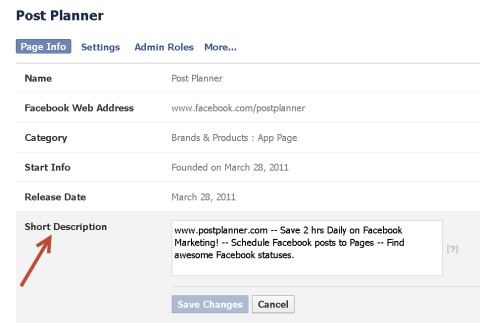 Post Planner
Page Info Settings Admin Roles More...
Name Post Planner
Facebook Web Address www.facebook.com/postplanner
Category Brands & Products : App Page
Start Info Founded on March 28, 2011
Release Date March 28, 2011
Short Description www.postplanner.com -- Save 2 hrs Daily on Facebook
Marketing! -- Schedule Facebook posts to Pages -- Find
awesome Facebook statuses.
[?]
Save Changes Cancel